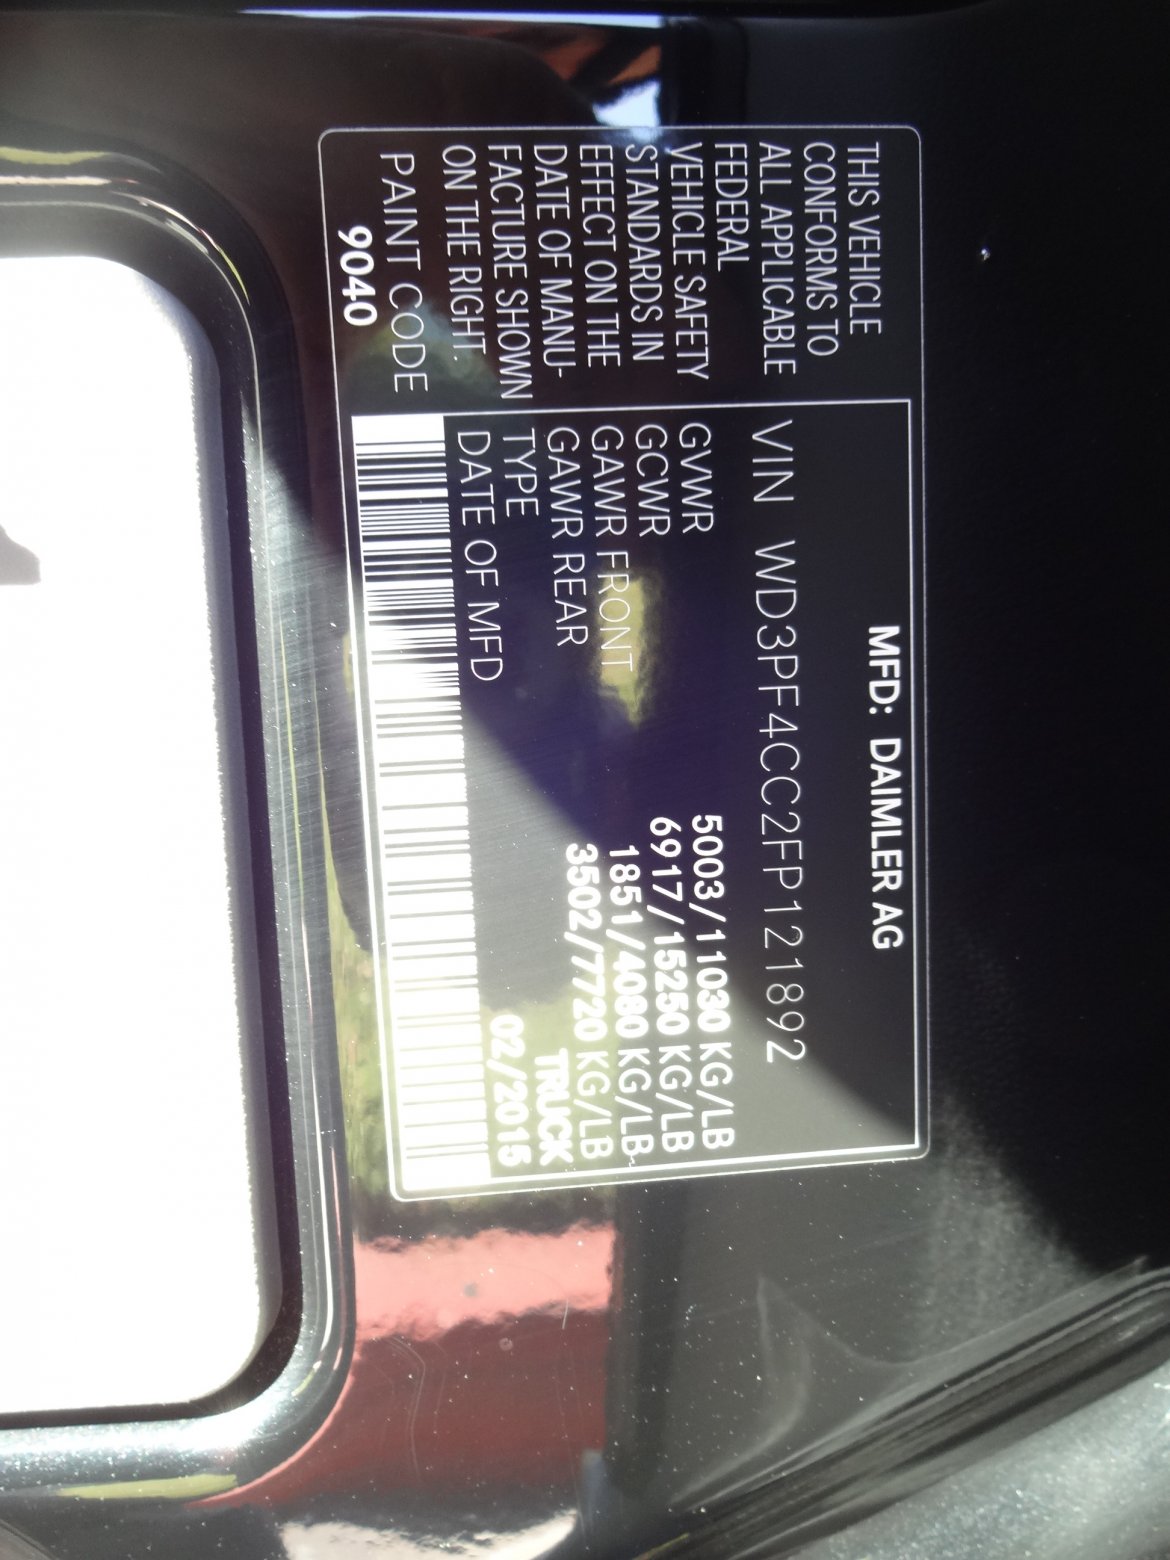 THIS VEHICLE
CONFORMS TO
ALL APPLICABLE
FEDERAL
VEHICLE SAFETY
STANDARDS IN
EFFECT ON THE
DATE OF MANU-
FACTURE SHOWN
ON THE RIGHT.
PAINT CODE
9040
MFD: DAIMLER AG
VIN WD3PF4CC2FP121892
GVWR 5003/11030 KG/LB
GCWR 6917/15250 KG/LB
GAWR FRONT 1851/4080 KG/LB
GAWR REAR 3502/7720 KG/LB
TYPE TRUCK
DATE OF MFD 02/2015